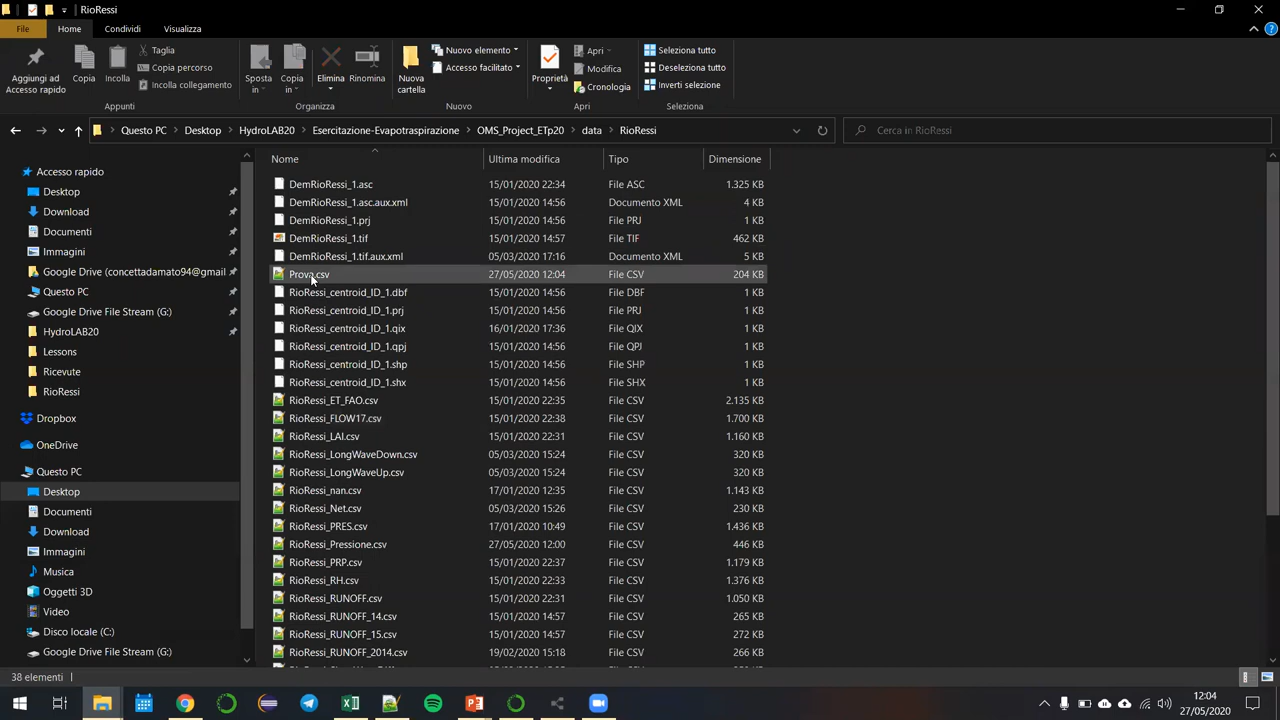 RioRessi
File
Home
Condividi
Visualizza
Aggiungi ad Accesso rapido
Copia
Incolla
Taglia
Copia percorso
Incolla collegamento
Appunti
Sposta in
Copia in
Elimina
Rinomina
Organizza
Nuova cartella
Nuovo elemento
Accesso facilitato
Nuovo
Proprietà
Apri
Modifica
Cronologia
Apri
Seleziona tutto
Deseleziona tutto
Inverti selezione
Seleziona
Questo PC > Desktop > HydroLAB20 > Esercitazione-Evapotraspirazione > OMS_Project_ETp20 > data > RioRessi
Cerca in RioRessi
Accesso rapido
Desktop
Download
Documenti
Immagini
Google Drive (concettadamato94@gmail
Questo PC
Google Drive File Stream (G:)
HydroLAB20
Lessons
Ricevute
RioRessi
Dropbox
OneDrive
Questo PC
Desktop
Documenti
Download
Immagini
Musica
Oggetti 3D
Video
Disco locale (C:)
Google Drive File Stream (G:)
Nome Ultima modifica Tipo Dimensione
DemRioRessi_1.asc 15/01/2020 22:34 File ASC 1.325 KB
DemRioRessi_1.asc.aux.xml 15/01/2020 14:56 Documento XML 4 KB
DemRioRessi_1.prj 15/01/2020 14:56 File PRJ 1 KB
DemRioRessi_1.tif 15/01/2020 14:57 File TIF 462 KB
DemRioRessi_1.tif.aux.xml 05/03/2020 17:16 Documento XML 5 KB
Prova.csv 27/05/2020 12:04 File CSV 204 KB
RioRessi_centroid_ID_1.dbf 15/01/2020 14:56 File DBF 1 KB
RioRessi_centroid_ID_1.prj 15/01/2020 14:56 File PRJ 1 KB
RioRessi_centroid_ID_1.qix 16/01/2020 17:36 File QIX 1 KB
RioRessi_centroid_ID_1.qpj 15/01/2020 14:56 File QPJ 1 KB
RioRessi_centroid_ID_1.shp 15/01/2020 14:56 File SHP 1 KB
RioRessi_centroid_ID_1.shx 15/01/2020 14:56 File SHX 1 KB
RioRessi_ET_FAO.csv 15/01/2020 22:35 File CSV 2.135 KB
RioRessi_FLOW17.csv 15/01/2020 22:38 File CSV 1.700 KB
RioRessi_LAI.csv 15/01/2020 22:31 File CSV 1.160 KB
RioRessi_LongWaveDown.csv 05/03/2020 15:24 File CSV 320 KB
RioRessi_LongWaveUp.csv 05/03/2020 15:24 File CSV 320 KB
RioRessi_nan.csv 17/01/2020 12:35 File CSV 1.143 KB
RioRessi_Net.csv 05/03/2020 15:26 File CSV 230 KB
RioRessi_PRES.csv 17/01/2020 10:49 File CSV 1.436 KB
RioRessi_Pressione.csv 27/05/2020 12:00 File CSV 446 KB
RioRessi_PRP.csv 15/01/2020 22:37 File CSV 1.179 KB
RioRessi_RH.csv 15/01/2020 22:33 File CSV 1.376 KB
RioRessi_RUNOFF.csv 15/01/2020 22:31 File CSV 1.050 KB
RioRessi_RUNOFF_14.csv 15/01/2020 14:57 File CSV 265 KB
RioRessi_RUNOFF_15.csv 15/01/2020 14:57 File CSV 272 KB
RioRessi_RUNOFF_2014.csv 19/02/2020 15:18 File CSV 266 KB
38 elementi
12:04
27/05/2020